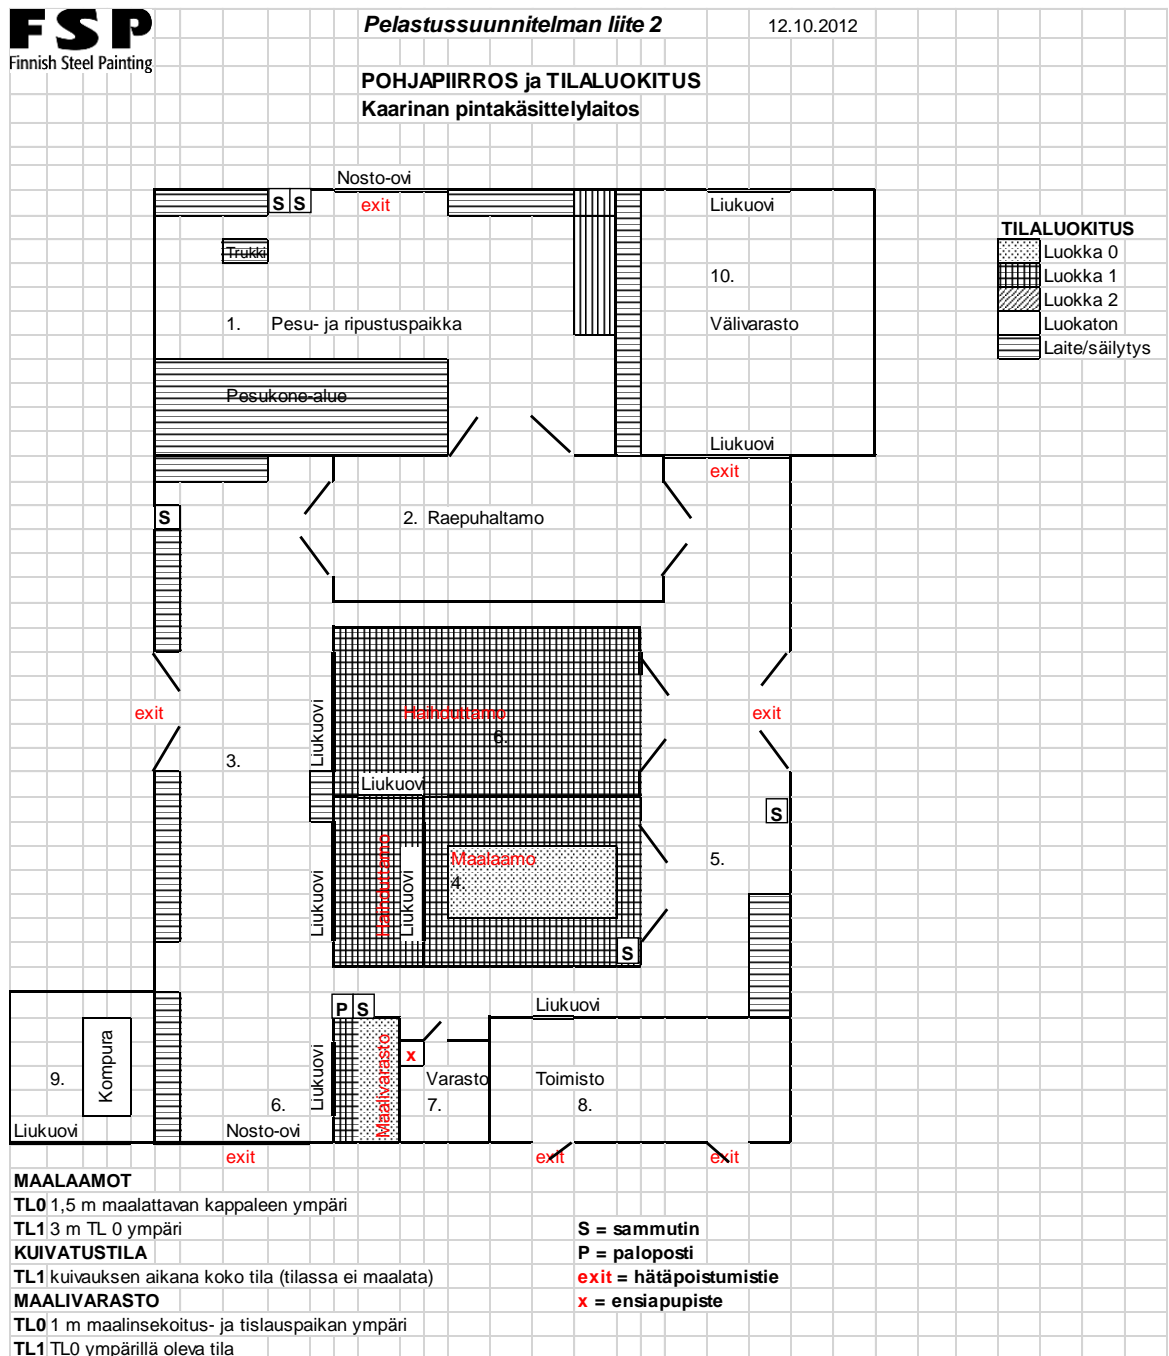 FSP
Finnish Steel Painting
Pelastussuunnitelman liite 2
12.10.2012
POHJAPIIRROS ja TILALUOKITUS
Kaarinan pintakäsittelylaitos
Nosto-ovi
S S
exit
Liukuovi
TILALUOKITUS
Luokka 0
Luokka 1
Luokka 2
Luokaton
Laite/säilytys
Trukki
10.
1. Pesu- ja ripustuspaikka
Välivarasto
Pesukone-alue
Liukuovi
exit
S
2. Raepuhaltamo
exit
Liukuovi
Haihduttamo
6.
exit
3.
Liukuovi
S
Liukuovi
Haihduttamo
Liukuovi
Maalaamo
4.
5.
S
P S
Liukuovi
Kompura
9.
Liukuovi
Maalivarasto
x
Varasto
7.
Toimisto
8.
6.
Liukuovi
Nosto-ovi
exit
exit
exit
MAALAAMOT
TL0 1,5 m maalattavan kappaleen ympäri
TL1 3 m TL 0 ympäri
S = sammutin
KUIVATUSTILA
P = paloposti
TL1 kuivauksen aikana koko tila (tilassa ei maalata)
exit = hätäpoistumistie
MAALIVARASTO
x = ensiapupiste
TL0 1 m maalinsekoitus- ja tislauspaikan ympäri
TL1 TL0 ympärillä oleva tila